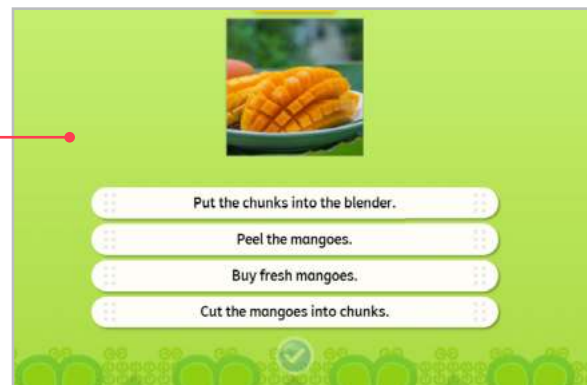 Put the chunks into the blender.
Peel the mangoes.
Buy fresh mangoes.
Cut the mangoes into chunks.